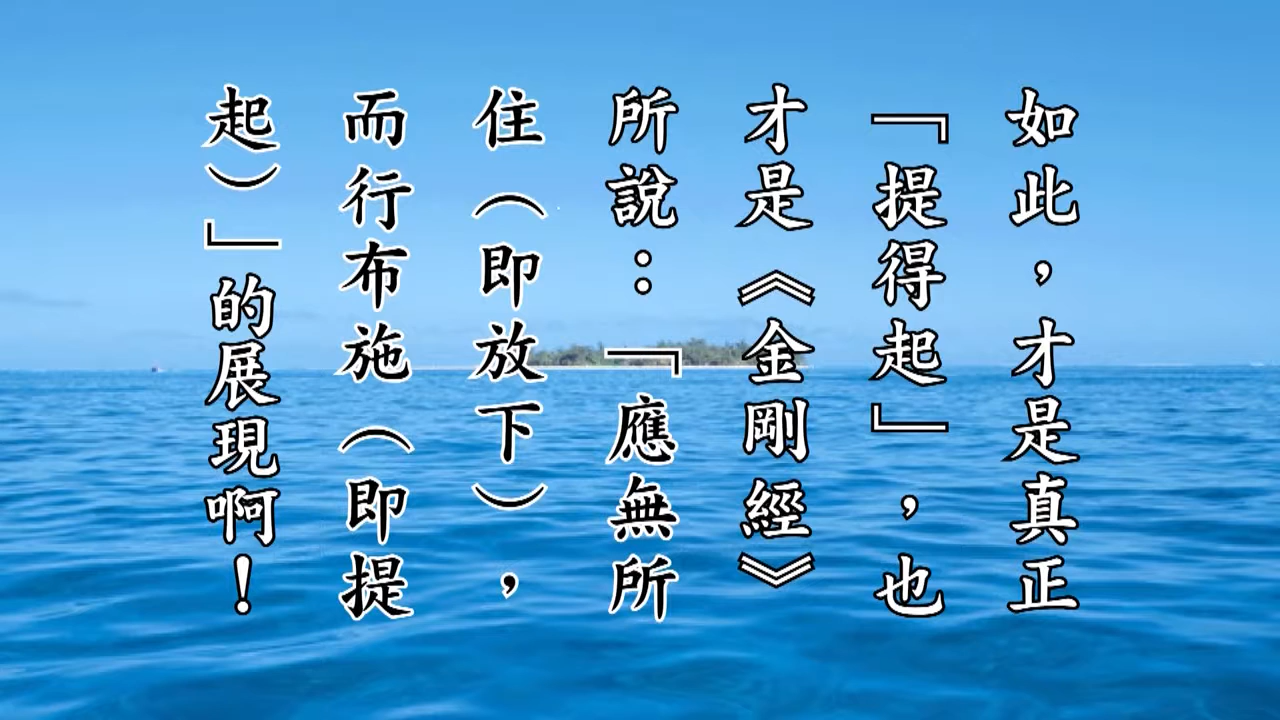 如此，才是真正
「提得起」，也
才是《金剛經》
所說：「應無所
住（即放下），
而行布施（即提
起）」的展現啊！